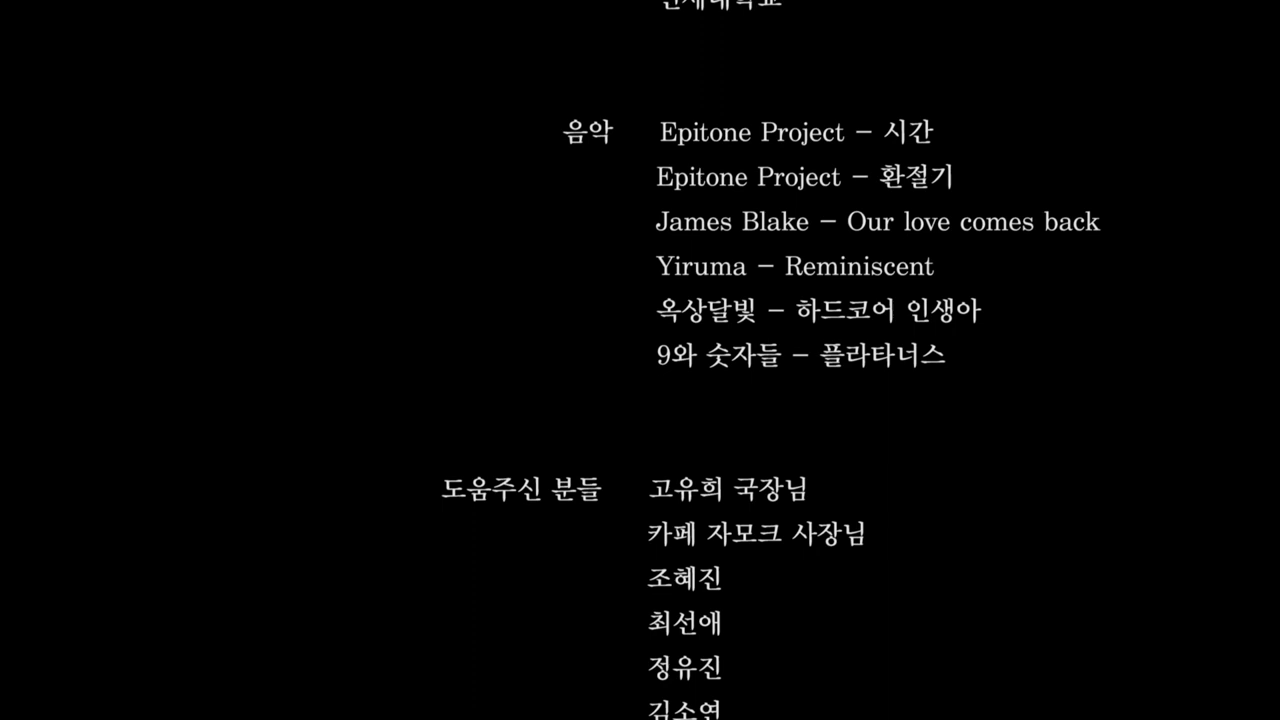 음악 Epitone Project – 시간
Epitone Project – 환절기
James Blake – Our love comes back
Yiruma – Reminiscent
옥상달빛 – 하드코어 인생아
9와 숫자들 – 플라타너스
도움주신 분들 고유희 국장님
카페 자모크 사장님
조혜진
최선애
정유진
김소연